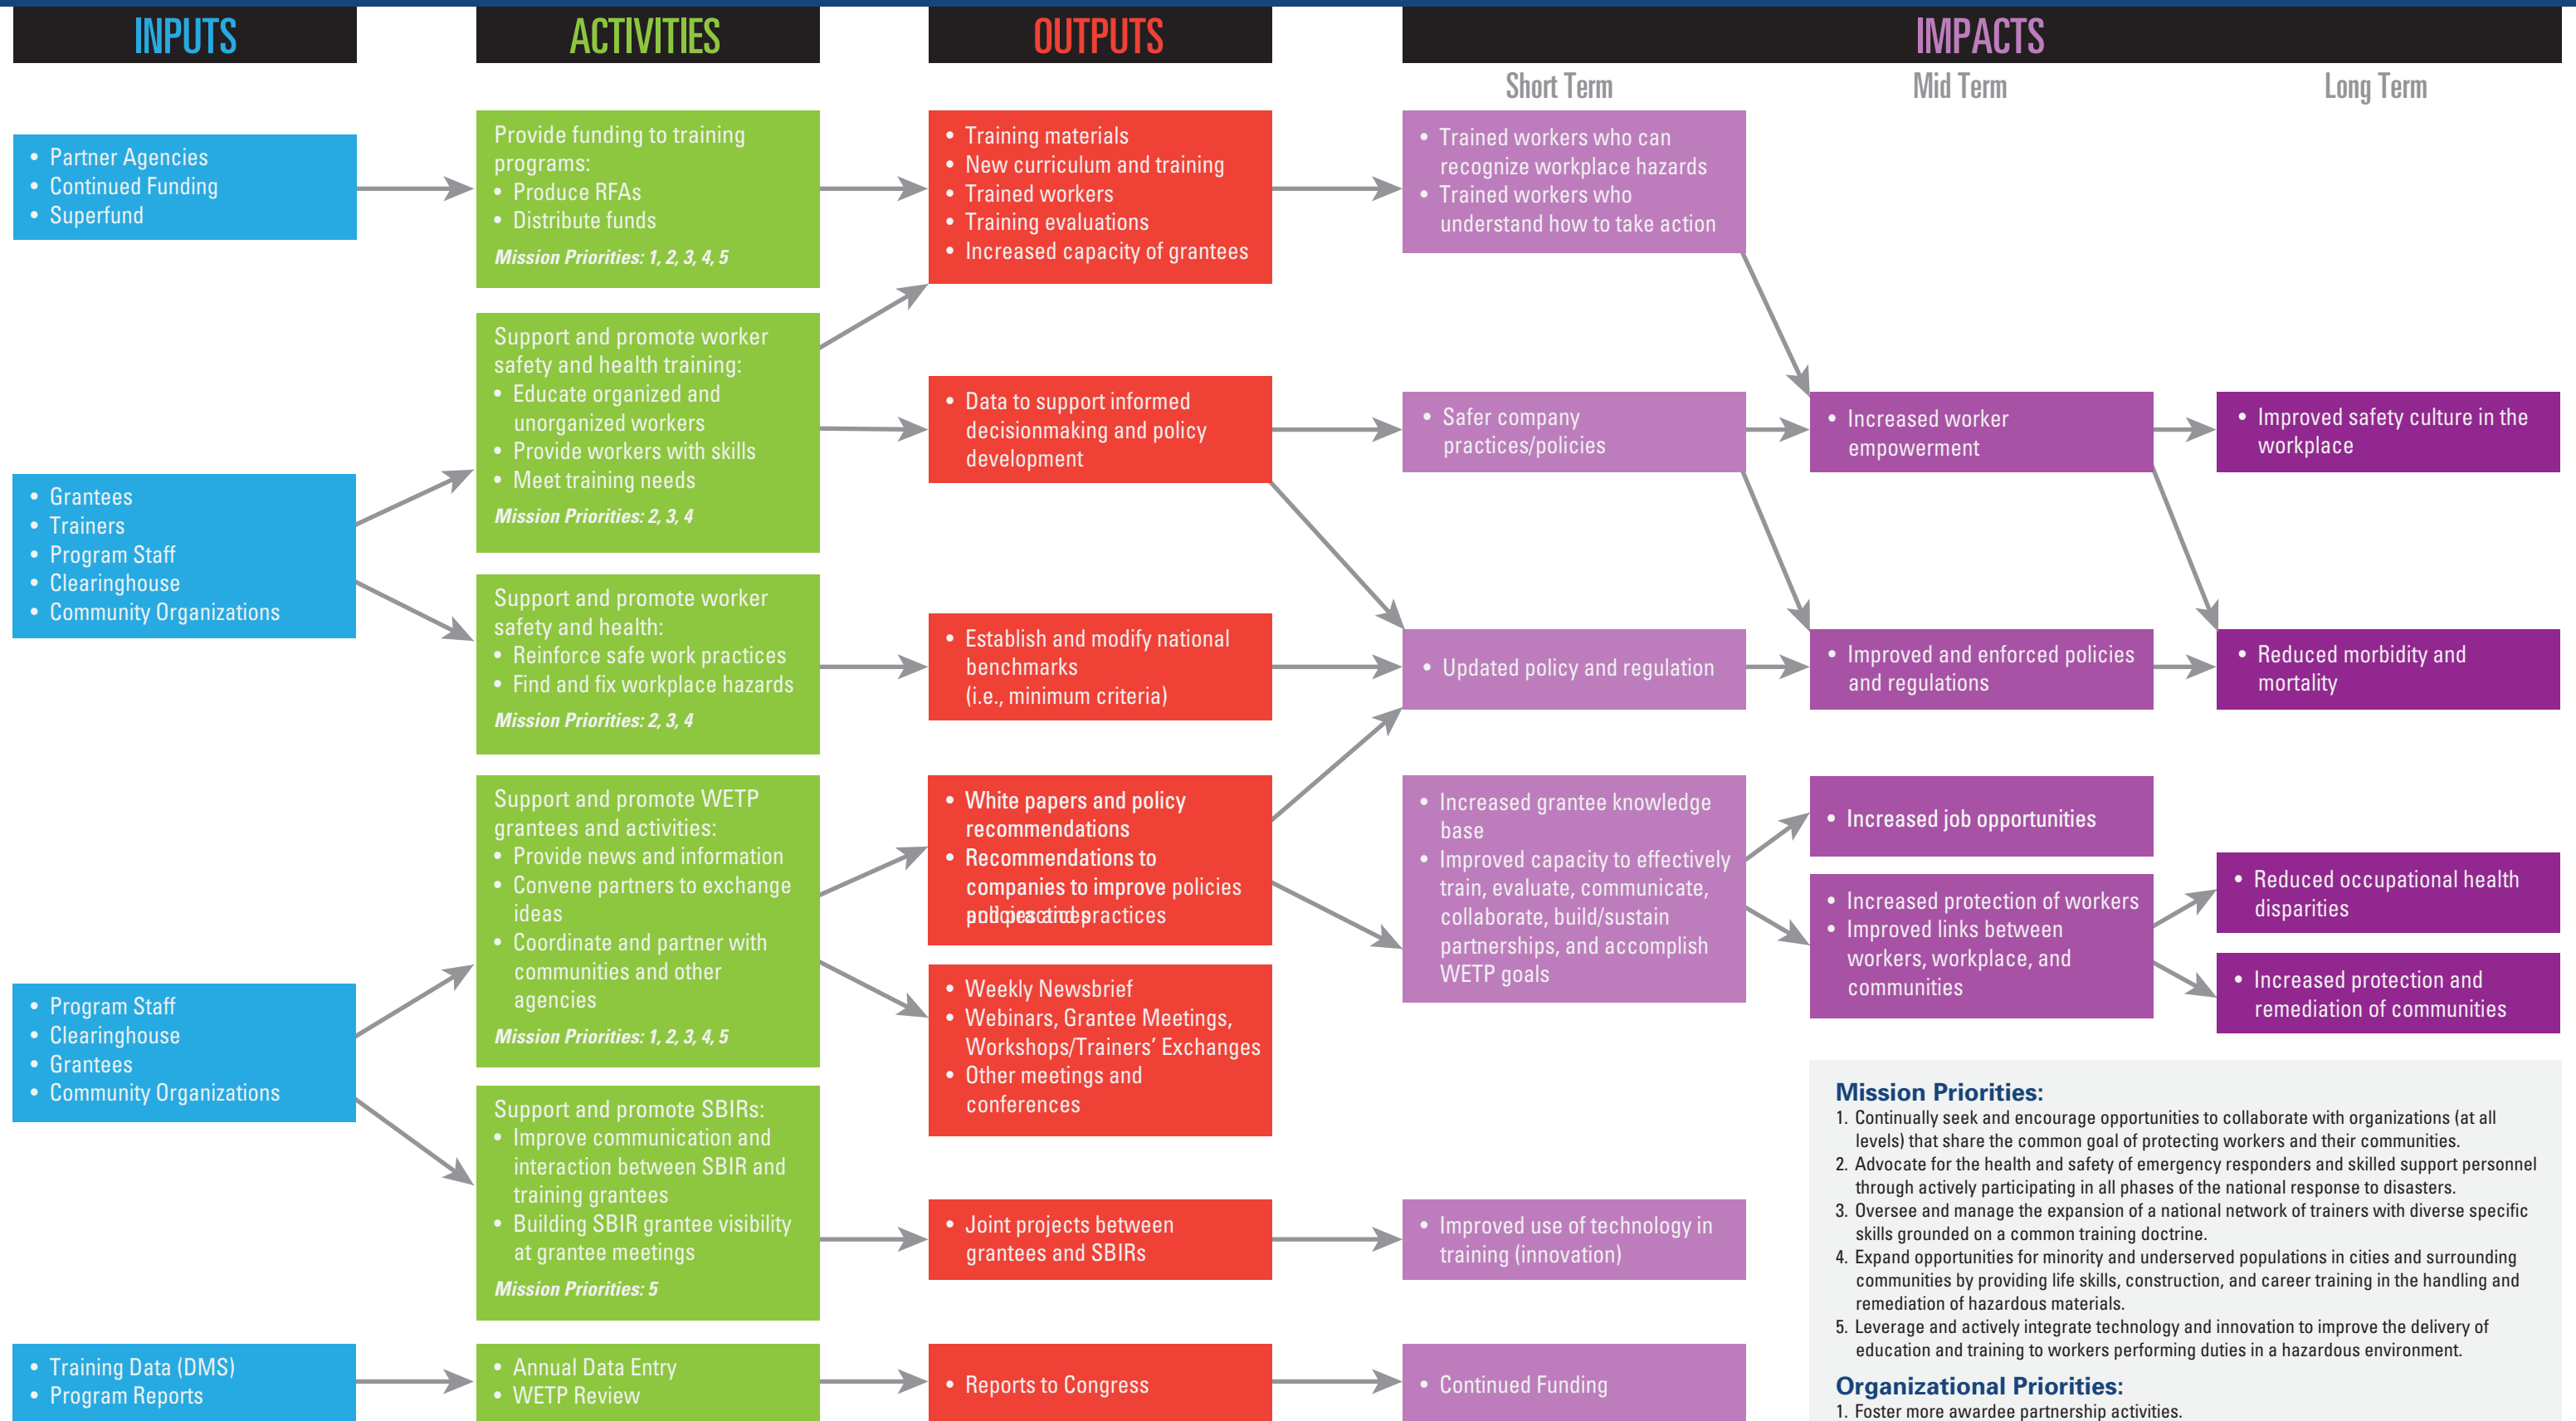 INPUTS
ACTIVITIES
OUTPUTS
IMPACTS
Short Term
Mid Term
Long Term
• Partner Agencies
• Continued Funding
• Superfund
Provide funding to training
programs:
• Produce RFAs
• Distribute funds
Mission Priorities: 1, 2, 3, 4, 5
• Training materials
• New curriculum and training
• Trained workers
• Training evaluations
• Increased capacity of grantees
• Trained workers who can
recognize workplace hazards
• Trained workers who
understand how to take action
• Grantees
• Trainers
• Program Staff
• Clearinghouse
• Community Organizations
Support and promote worker
safety and health training:
• Educate organized and
unorganized workers
• Provide workers with skills
• Meet training needs
Mission Priorities: 2, 3, 4
• Data to support informed
decisionmaking and policy
development
• Safer company
practices/policies
• Increased worker
empowerment
• Improved safety culture in the
workplace
Support and promote worker
safety and health:
• Reinforce safe work practices
• Find and fix workplace hazards
Mission Priorities: 2, 3, 4
• Establish and modify national
benchmarks
(i.e., minimum criteria)
• Updated policy and regulation
• Improved and enforced policies
and regulations
• Reduced morbidity and
mortality
• Program Staff
• Clearinghouse
• Grantees
• Community Organizations
Support and promote WETP
grantees and activities:
• Provide news and information
• Convene partners to exchange
ideas
• Coordinate and partner with
communities and other
agencies
Mission Priorities: 1, 2, 3, 4, 5
• White papers and policy
recommendations
• Recommendations to
companies to improve policies
practices
• Weekly Newsbrief
• Webinars, Grantee Meetings,
Workshops/Trainers’ Exchanges
• Other meetings and
conferences
• Increased grantee knowledge
base
• Improved capacity to effectively
train, evaluate, communicate,
collaborate, build/sustain
partnerships, and accomplish
WETP goals
• Increased job opportunities
• Increased protection of workers
• Improved links between
workers, workplace, and
communities
• Reduced occupational health
disparities
• Increased protection and
remediation of communities
Support and promote SBIRs:
• Improve communication and
interaction between SBIR and
training grantees
• Building SBIR grantee visibility
at grantee meetings
Mission Priorities: 5
• Joint projects between
grantees and SBIRs
• Improved use of technology in
training (innovation)
• Training Data (DMS)
• Program Reports
• Annual Data Entry
• WETP Review
• Reports to Congress
• Continued Funding
Mission Priorities:
1. Continually seek and encourage opportunities to collaborate with organizations (at all
levels) that share the common goal of protecting workers and their communities.
2. Advocate for the health and safety of emergency responders and skilled support personnel
through actively participating in all phases of the national response to disasters.
3. Oversee and manage the expansion of a national network of trainers with diverse specific
skills grounded on a common training doctrine.
4. Expand opportunities for minority and underserved populations in cities and surrounding
communities by providing life skills, construction, and career training in the handling and
remediation of hazardous materials.
5. Leverage and actively integrate technology and innovation to improve the delivery of
education and training to workers performing duties in a hazardous environment.
Organizational Priorities:
1. Foster more awardee partnership activities.